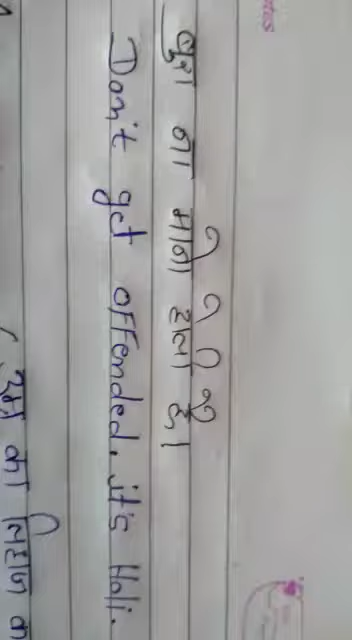 बुरा ना मानो होली है।
Don't get offended. it's Holi.
का लिहाज